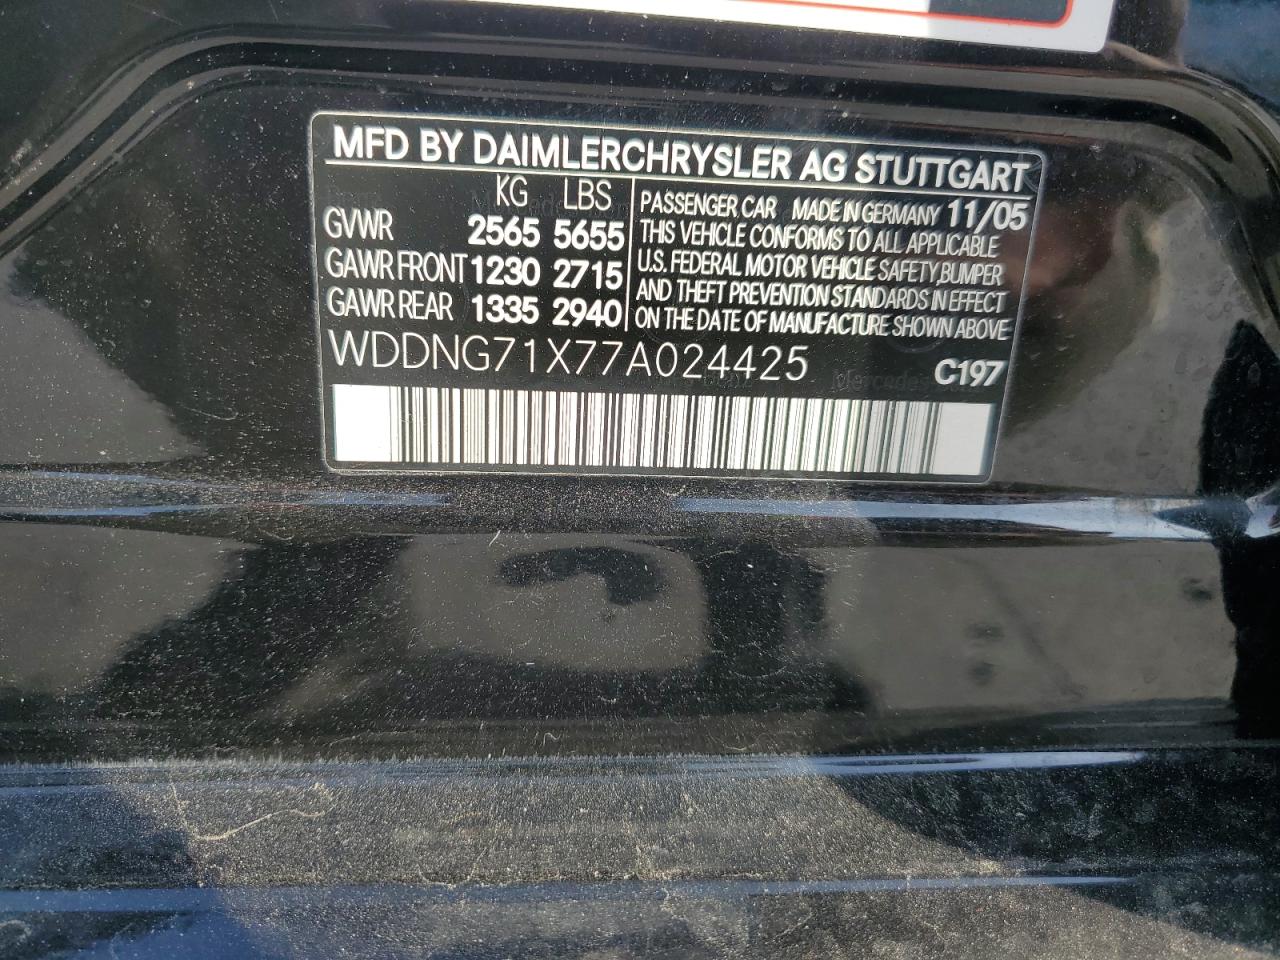 MFD BY DAIMLERCHRYSLER AG STUTTGART
KG LBS
GVWR 2565 5655
GAWR FRONT 1230 2715
GAWR REAR 1335 2940
PASSENGER CAR MADE IN GERMANY 11/05
THIS VEHICLE CONFORMS TO ALL APPLICABLE
U.S. FEDERAL MOTOR VEHICLE SAFETY, BUMPER
AND THEFT PREVENTION STANDARDS IN EFFECT
ON THE DATE OF MANUFACTURE SHOWN ABOVE
WDDNG71X77A024425 C197